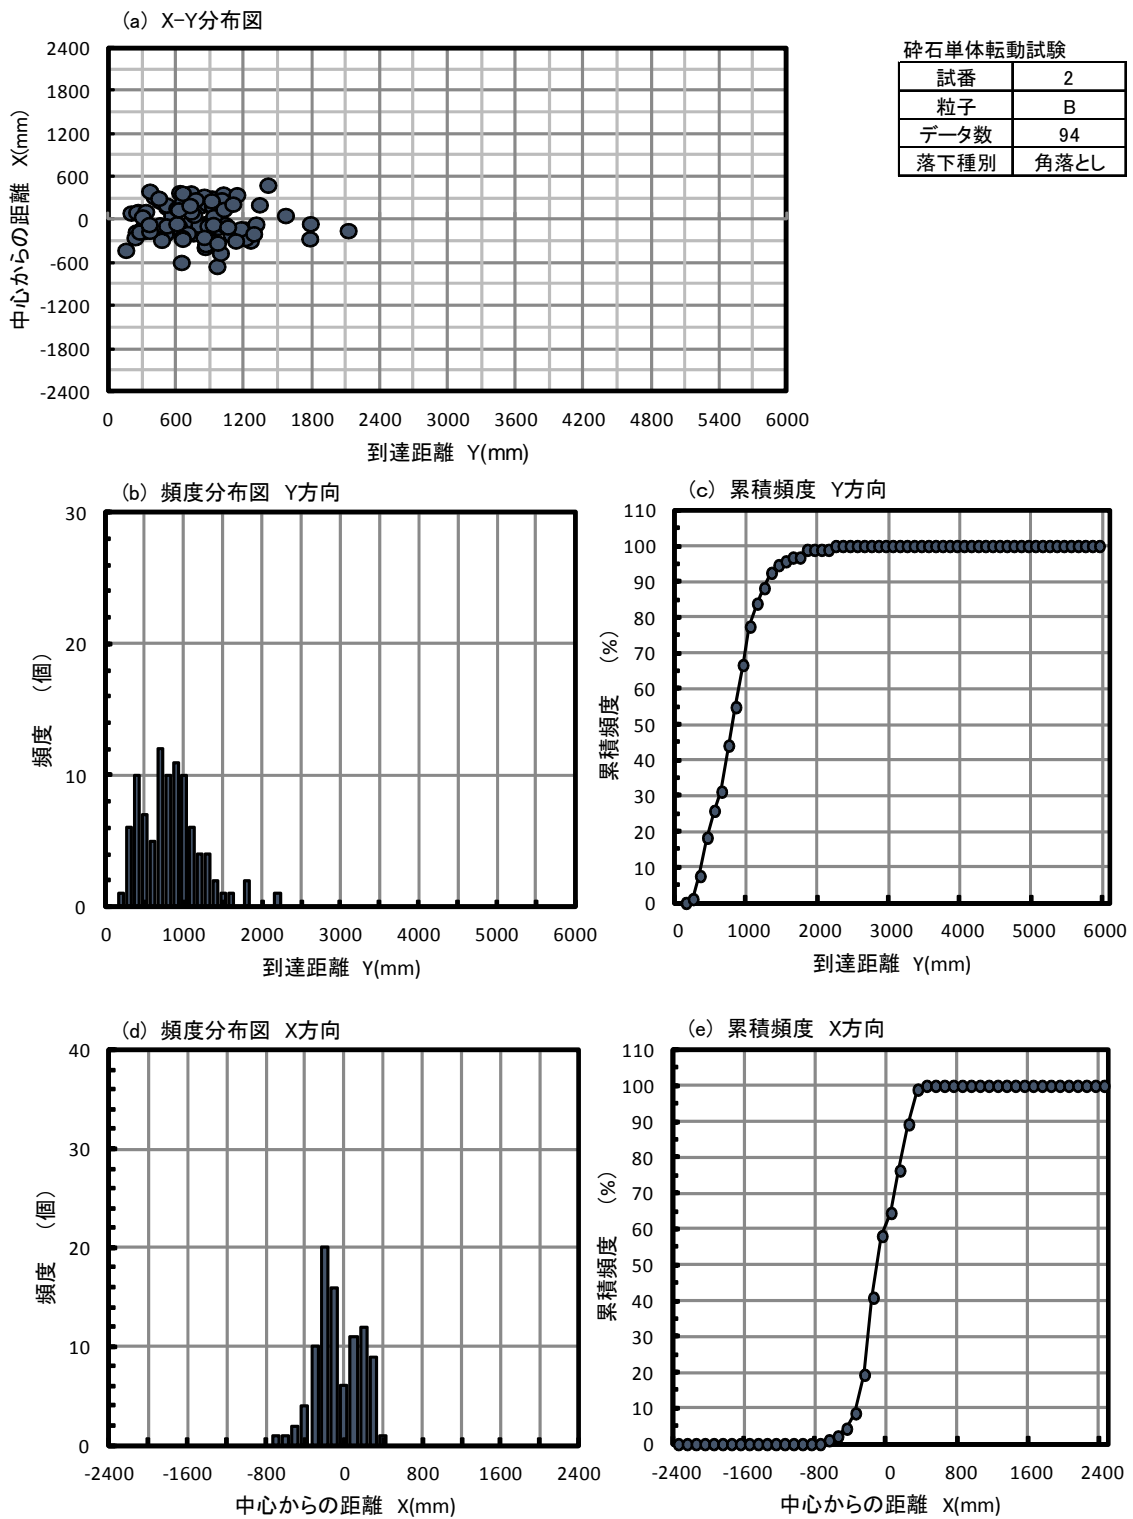 (a) X-Y分布図
2400
1800
1200
600
0
-600
-1200
-1800
-2400
中心からの距離 X(mm)
0 600 1200 1800 2400 3000 3600 4200 4800 5400 6000
到達距離 Y(mm)
砕石単体転動試験
試番 2
粒子 B
データ数 94
落下種別 角落とし
(b) 頻度分布図 Y方向
30
20
10
0
頻度 (個)
0 1000 2000 3000 4000 5000 6000
到達距離 Y(mm)
(c) 累積頻度 Y方向
110
100
90
80
70
60
50
40
30
20
10
0
累積頻度 (%)
0 1000 2000 3000 4000 5000 6000
到達距離 Y(mm)
(d) 頻度分布図 X方向
40
30
20
10
0
頻度 (個)
-2400 -1600 -800 0 800 1600 2400
中心からの距離 X(mm)
(e) 累積頻度 X方向
110
100
90
80
70
60
50
40
30
20
10
0
累積頻度 (%)
-2400 -1600 -800 0 800 1600 2400
中心からの距離 X(mm)